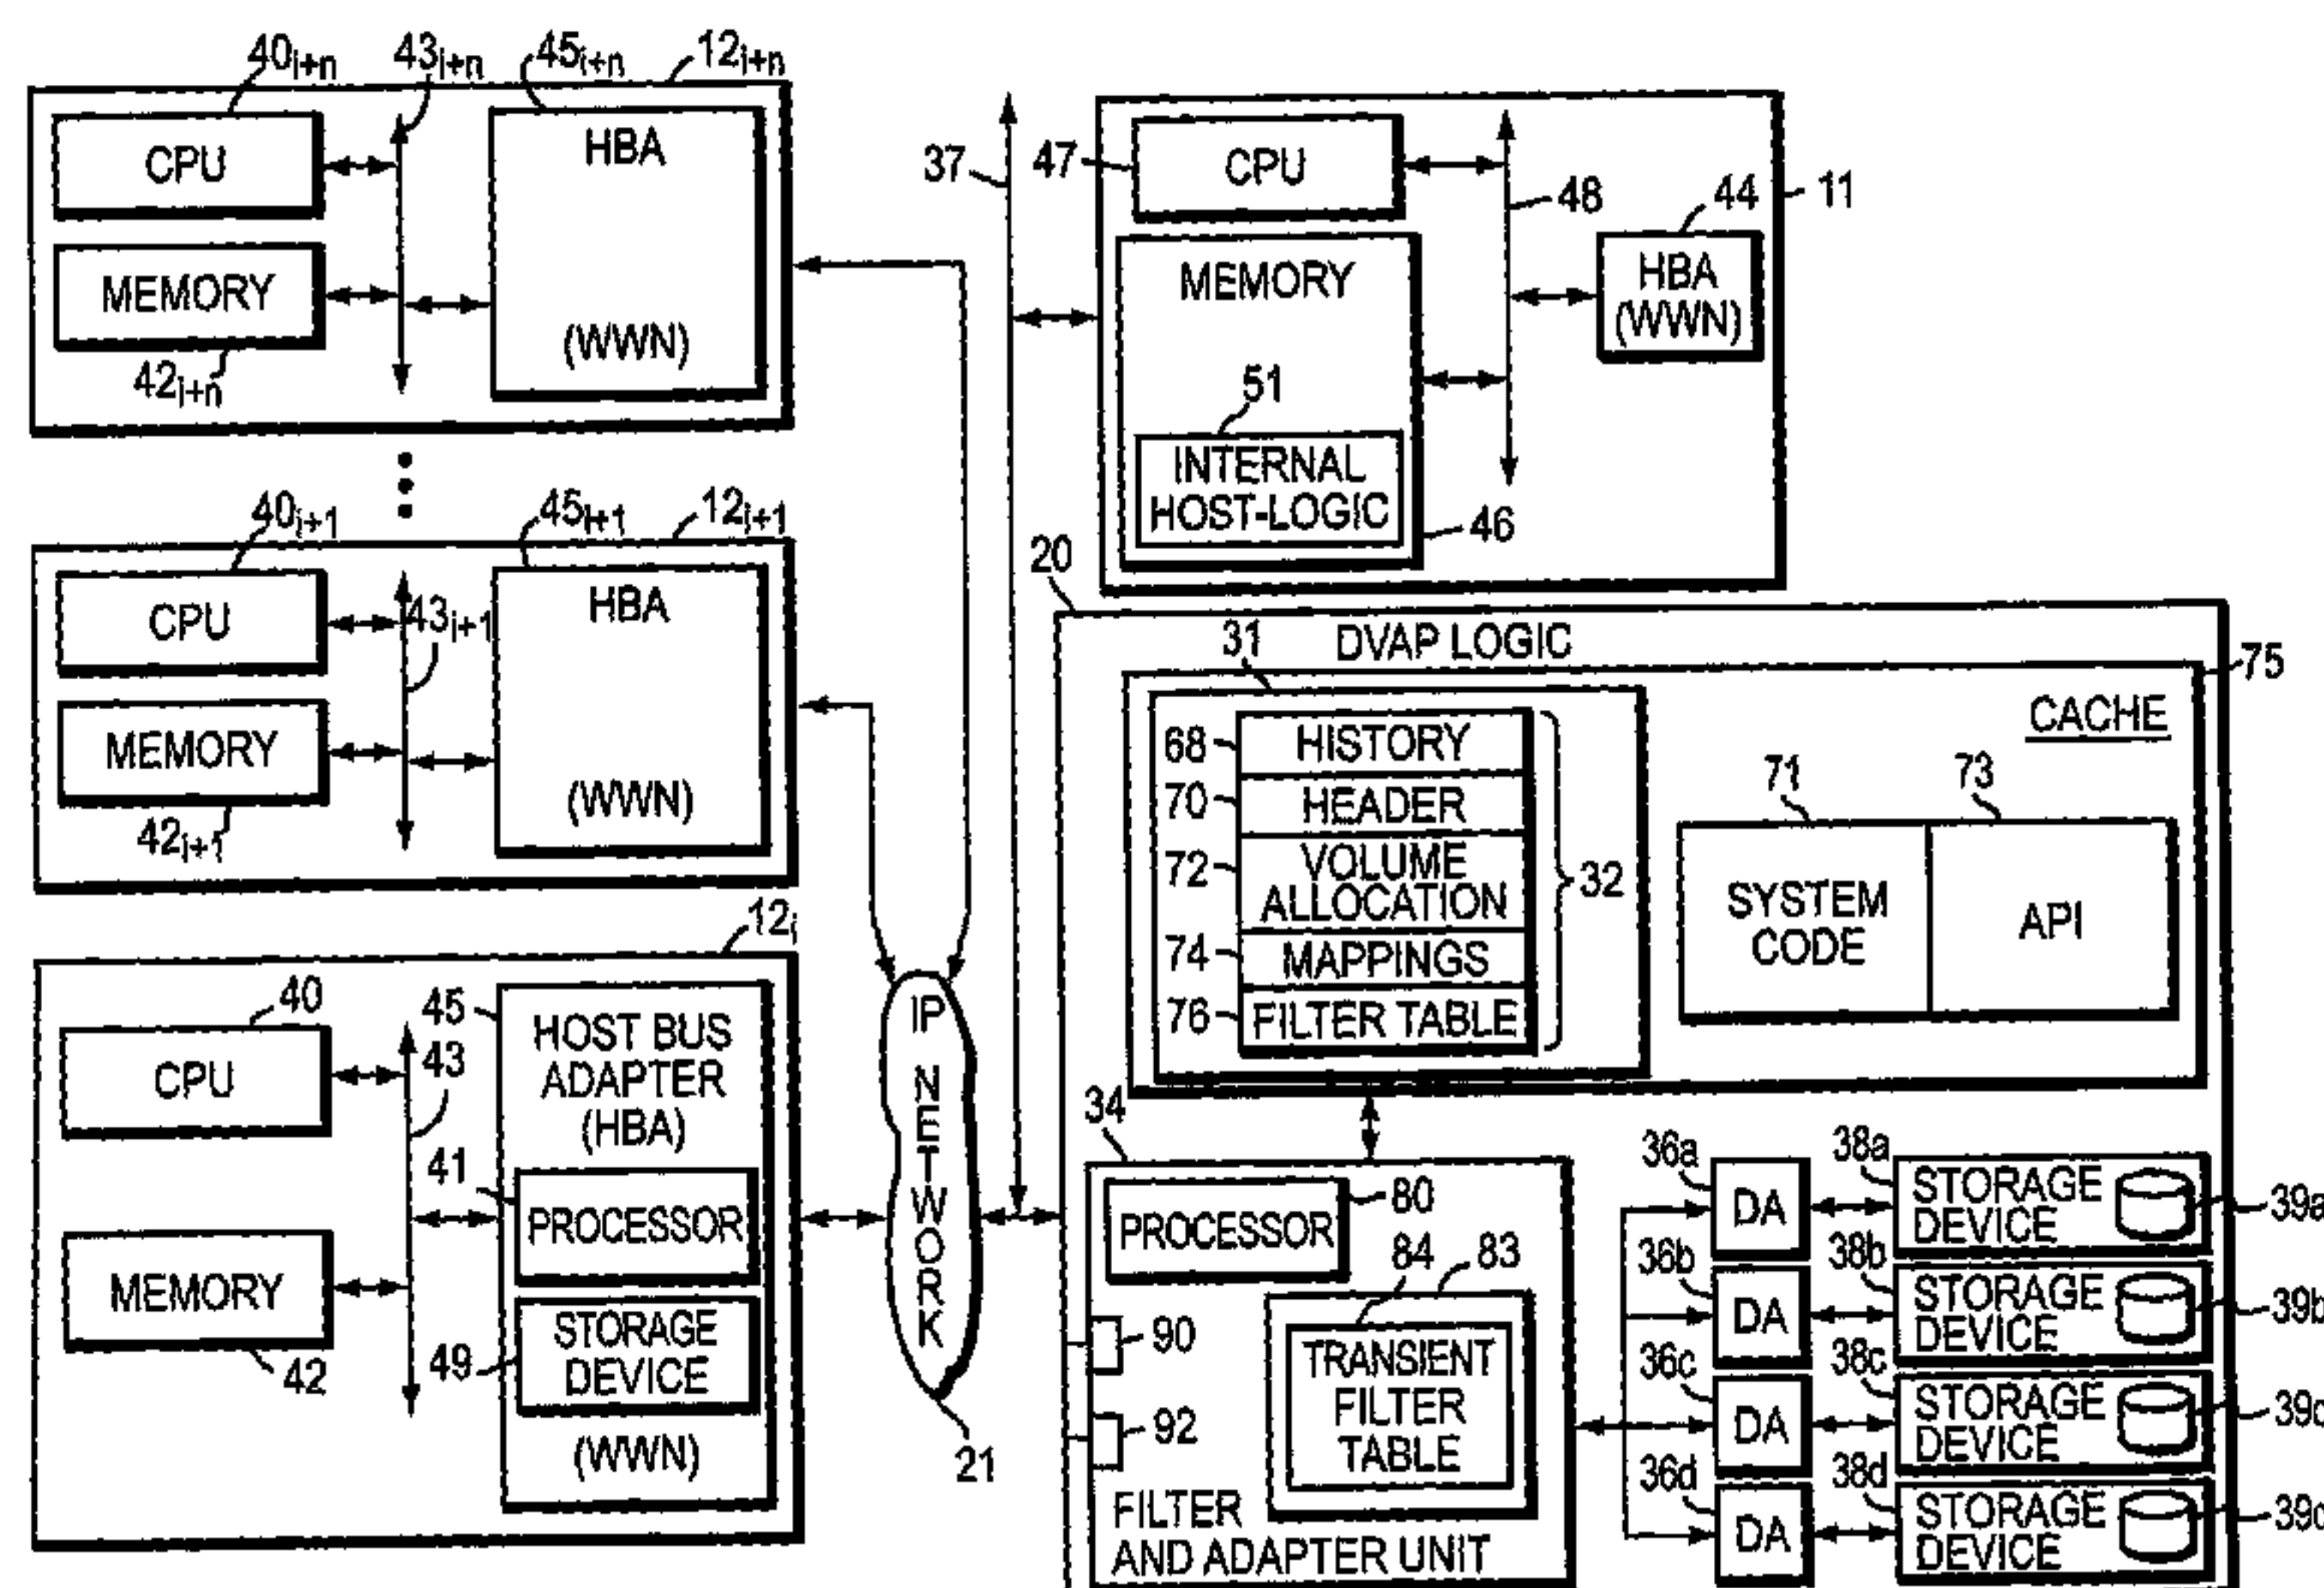 40i+n
43i+n
45i+n
12i+n
CPU
HBA
MEMORY
(WWN)
42i+n
40i+1
45i+1
12i+1
CPU
43i+1
HBA
MEMORY
(WWN)
42i+1
12i
40
45
HOST BUS
ADAPTER
(HBA)
CPU
43
41
PROCESSOR
MEMORY
STORAGE
DEVICE
49
42
(WWN)
IP
NETWORK
21
37
47
CPU
48
44
11
MEMORY
HBA
(WWN)
51
INTERNAL
HOST-LOGIC
46
20
DVAP LOGIC
31
75
CACHE
68
HISTORY
70
HEADER
72
VOLUME
ALLOCATION
74
MAPPINGS
76
FILTER TABLE
32
71
73
SYSTEM
CODE
API
34
PROCESSOR
80
84
83
TRANSIENT
FILTER
TABLE
90
92
FILTER
AND ADAPTER UNIT
36a
DA
38a
STORAGE
DEVICE
39a
36b
DA
38b
STORAGE
DEVICE
39b
36c
DA
38c
STORAGE
DEVICE
39c
36d
DA
38d
STORAGE
DEVICE
39d